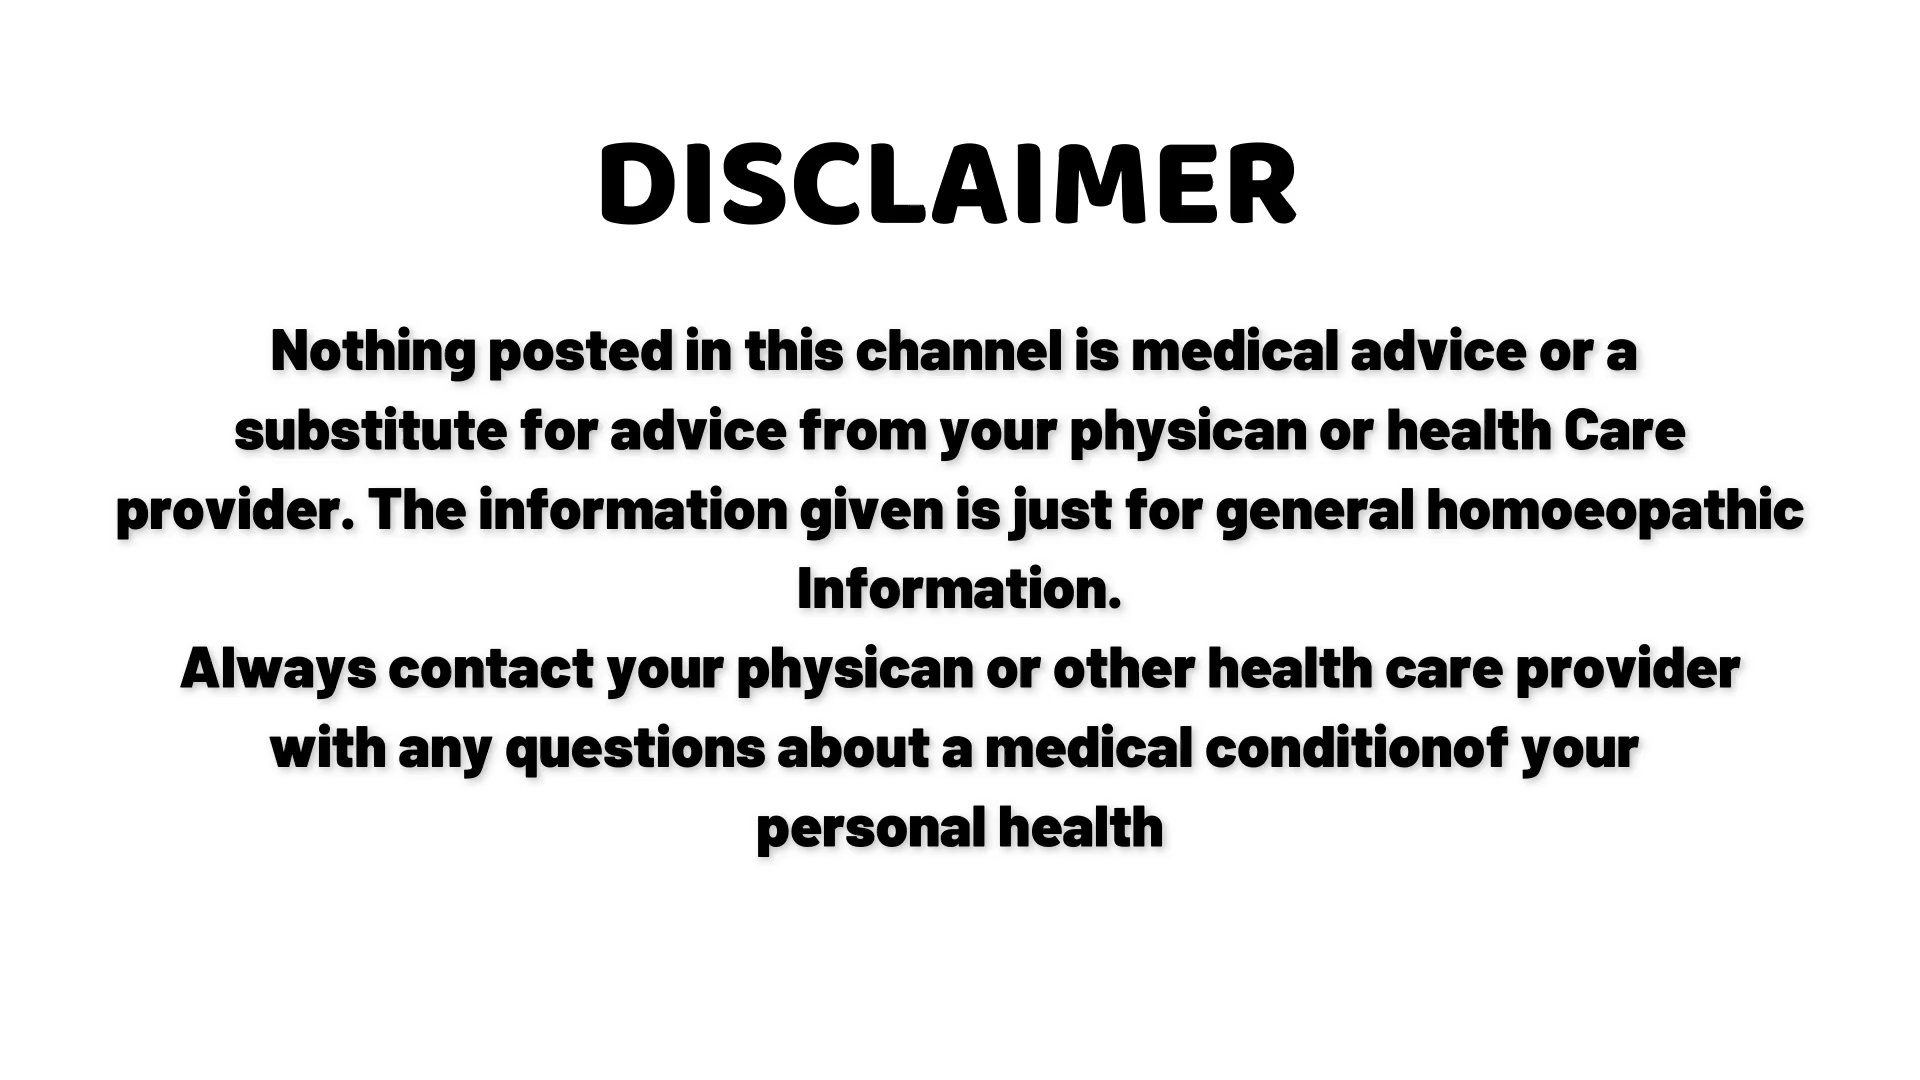 DISCLAIMER
Nothing posted in this channel is medical advice or a
substitute for advice from your physican or health Care
provider. The information given is just for general homoeopathic
Information.
Always contact your physican or other health care provider
with any questions about a medical conditionof your
personal health